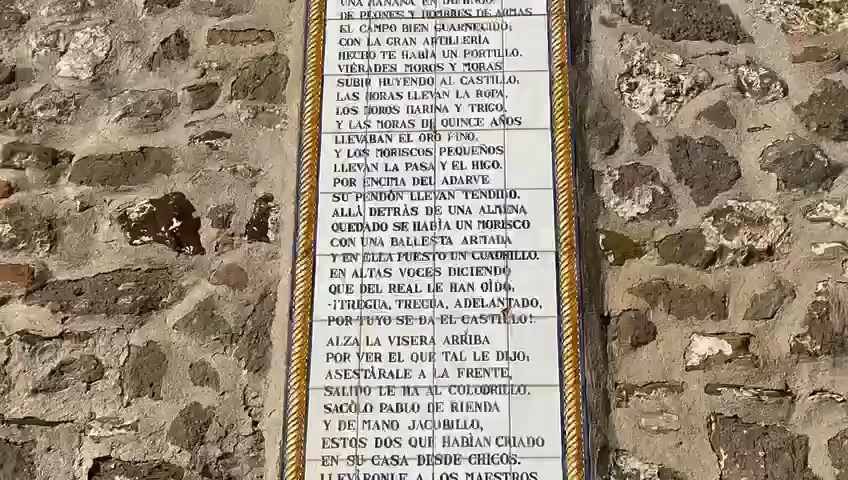 UNA MAÑANA EN DOMINGO
DE PEONES Y HOMBRES DE ARMAS
EL CAMPO BIEN GUARNECIDO;
CON LA GRAN ARTILLERÍA
HECHO TE HABÍA UN PORTILLO.
VIÉRADES MOROS Y MORAS
SUBIR HUYENDO AL CASTILLO;
LAS MORAS LLEVAN LA ROPA,
LOS MOROS HARINA Y TRIGO,
Y LAS MORAS DE QUINCE AÑOS
LLEVABAN EL ORO FINO,
Y LOS MORISCOS PEQUEÑOS
LLEVAN LA PASA Y EL HIGO.
POR ENCIMA DEL ADARVE
SU PENDÓN LLEVAN TENDIDO.
ALLÁ DETRÁS DE UNA ALMENA
QUEDADO SE HABÍA UN MORISCO
CON UNA BALLESTA ARMADA
Y EN ELLA PUESTO UN CUADRILLO.
EN ALTAS VOCES DICIENDO
QUE DEL REAL LE HAN OÍDO.
-¡TREGUA, TREGUA, ADELANTADO,
POR TUYO SE DA EL CASTILLO!
ALZA LA VISERA ARRIBA
POR VER EL QUE TAL LE DIJO;
ASESTÁRALE A LA FRENTE,
SALIDO LE HA AL COLODRILLO.
SACÓLO PABLO DE RIENDA
Y DE MANO JACOBILLO,
ESTOS DOS QUE HABÍAN CRIADO
EN SU CASA DESDE CHICOS.
LLEVÁRONLE A LOS MAESTROS